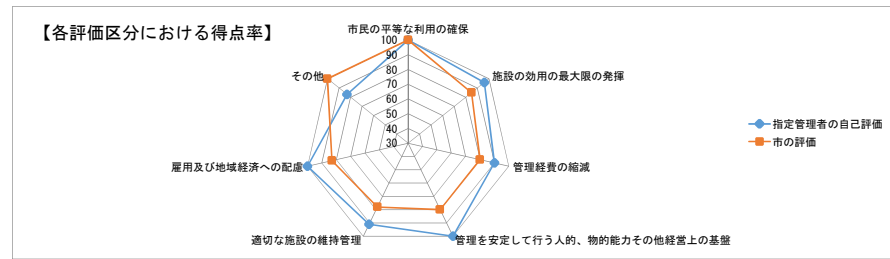 【各評価区分における得点率】
市民の平等な利用の確保
100
90
80
70
60
50
40
30
施設の効用の最大限の発揮
管理経費の縮減
管理を安定して行う人的、物的能力その他経営上の基盤
適切な施設の維持管理
雇用及び地域経済への配慮
その他
指定管理者の自己評価
市の評価